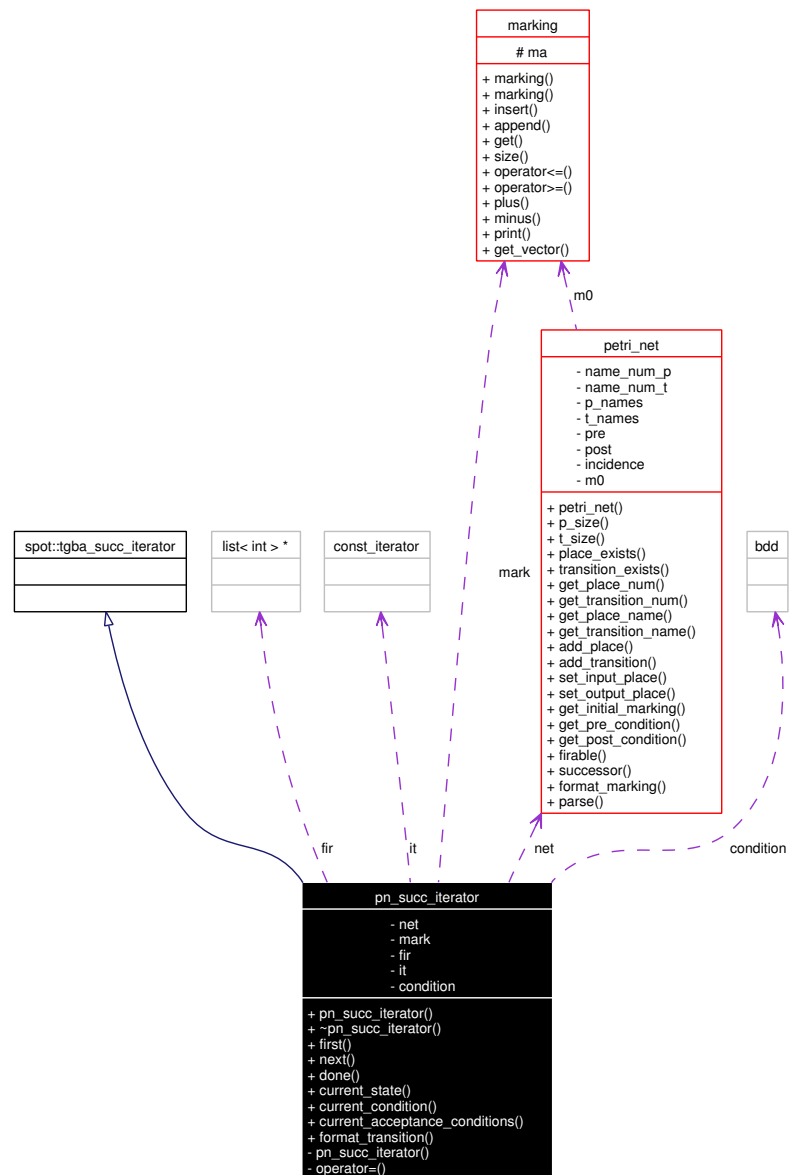 marking
# ma
+ marking()
+ marking()
+ insert()
+ append()
+ get()
+ size()
+ operator<=()
+ operator>=()
+ plus()
+ minus()
+ print()
+ get_vector()
m0
petri_net
- name_num_p
- name_num_t
- p_names
- t_names
- pre
- post
- incidence
- m0
+ petri_net()
+ p_size()
+ t_size()
+ place_exists()
+ transition_exists()
+ get_place_num()
+ get_transition_num()
+ get_place_name()
+ get_transition_name()
+ add_place()
+ add_transition()
+ set_input_place()
+ set_output_place()
+ get_initial_marking()
+ get_pre_condition()
+ get_post_condition()
+ firable()
+ successor()
+ format_marking()
+ parse()
spot::tgba_succ_iterator
list< int > *
const_iterator
mark
bdd
fir
it
net
condition
pn_succ_iterator
- net
- mark
- fir
- it
- condition
+ pn_succ_iterator()
+ ~pn_succ_iterator()
+ first()
+ next()
+ done()
+ current_state()
+ current_condition()
+ current_acceptance_conditions()
+ format_transition()
- pn_succ_iterator()
- operator=()